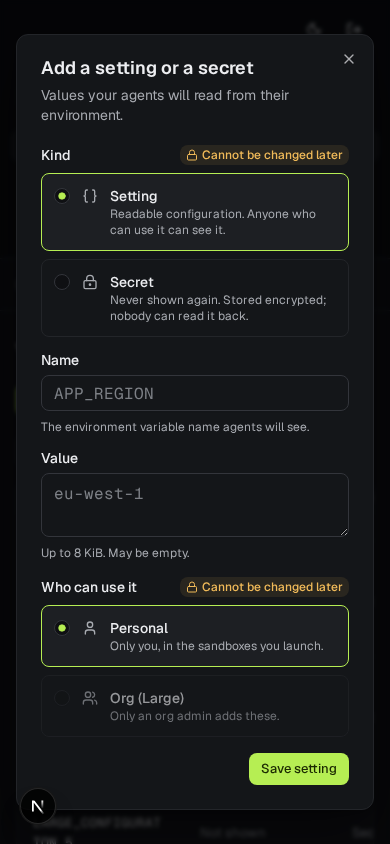 Add a setting or a secret
Values your agents will read from their
environment.
Kind
Cannot be changed later
Setting
Readable configuration. Anyone who
can use it can see it.
Secret
Never shown again. Stored encrypted;
nobody can read it back.
Name
APP_REGION
The environment variable name agents will see.
Value
eu-west-1
Up to 8 KiB. May be empty.
Who can use it
Cannot be changed later
Personal
Only you, in the sandboxes you launch.
Org (Large)
Only an org admin adds these.
Save setting
N
Not shown